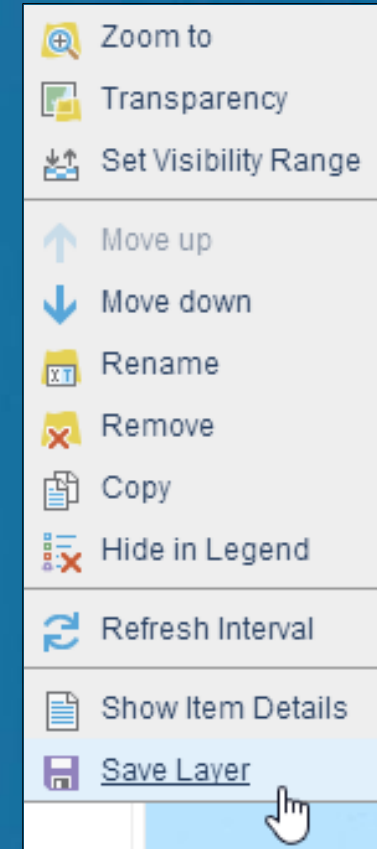 Zoom to
Transparency
Set Visibility Range
Move up
Move down
Rename
Remove
Copy
Hide in Legend
Refresh Interval
Show Item Details
Save Layer